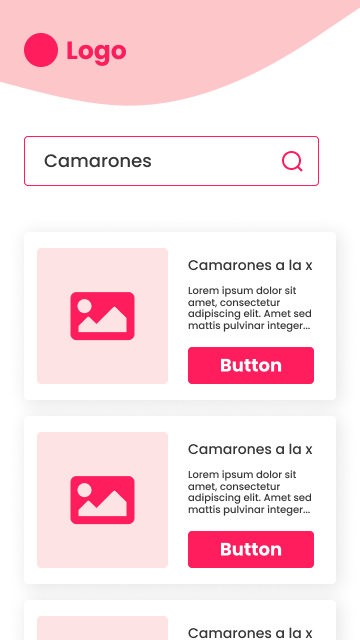 Logo
Camarones
Camarones a la x
Lorem ipsum dolor sit
amet, consectetur
adipiscing elit. Amet sed
mattis pulvinar integer...
Button
Camarones a la x
Lorem ipsum dolor sit
amet, consectetur
adipiscing elit. Amet sed
mattis pulvinar integer...
Button
Camarones a la x